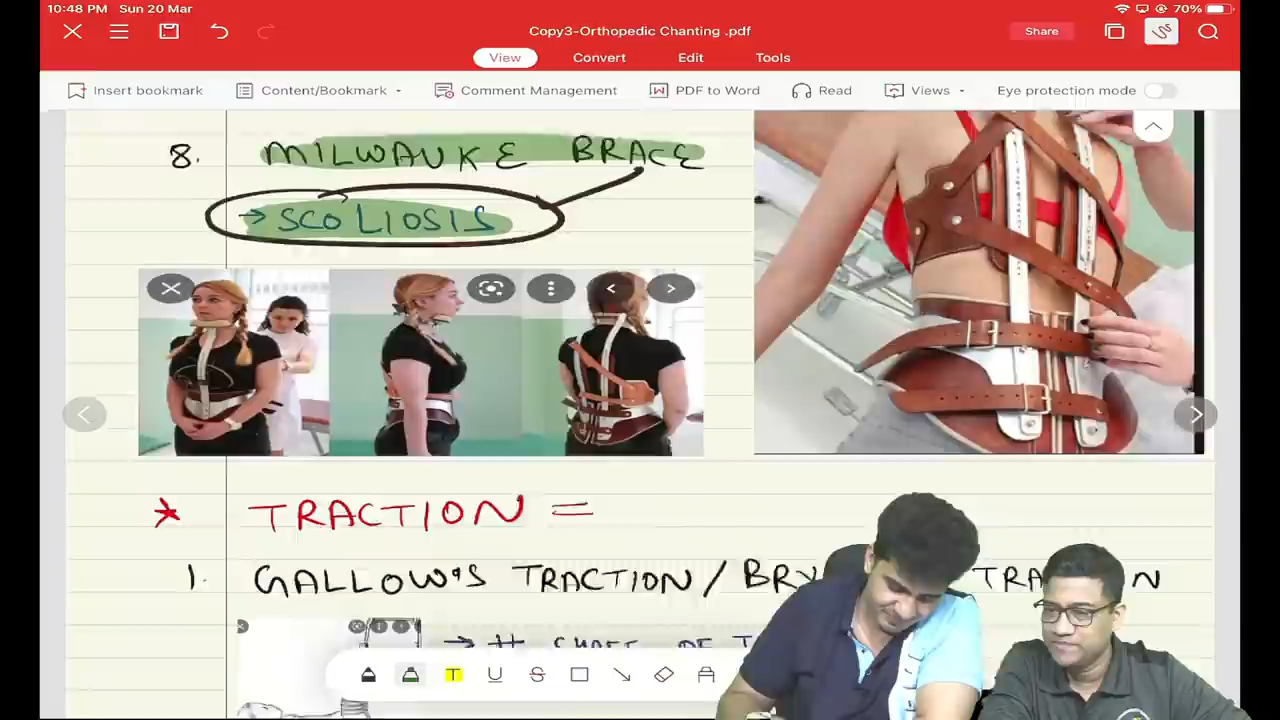 10:48 PM Sun 20 Mar 70%
Copy3-Orthopedic Chanting .pdf
Share
View Convert Edit Tools
Insert bookmark Content/Bookmark Comment Management PDF to Word Read Views Eye protection mode
8. MILWAUKE BRACE
→ SCOLIOSIS
* TRACTION =
1. GALLOW'S TRACTION / BRY TRA N
→ # SHAFT OF
T U S A